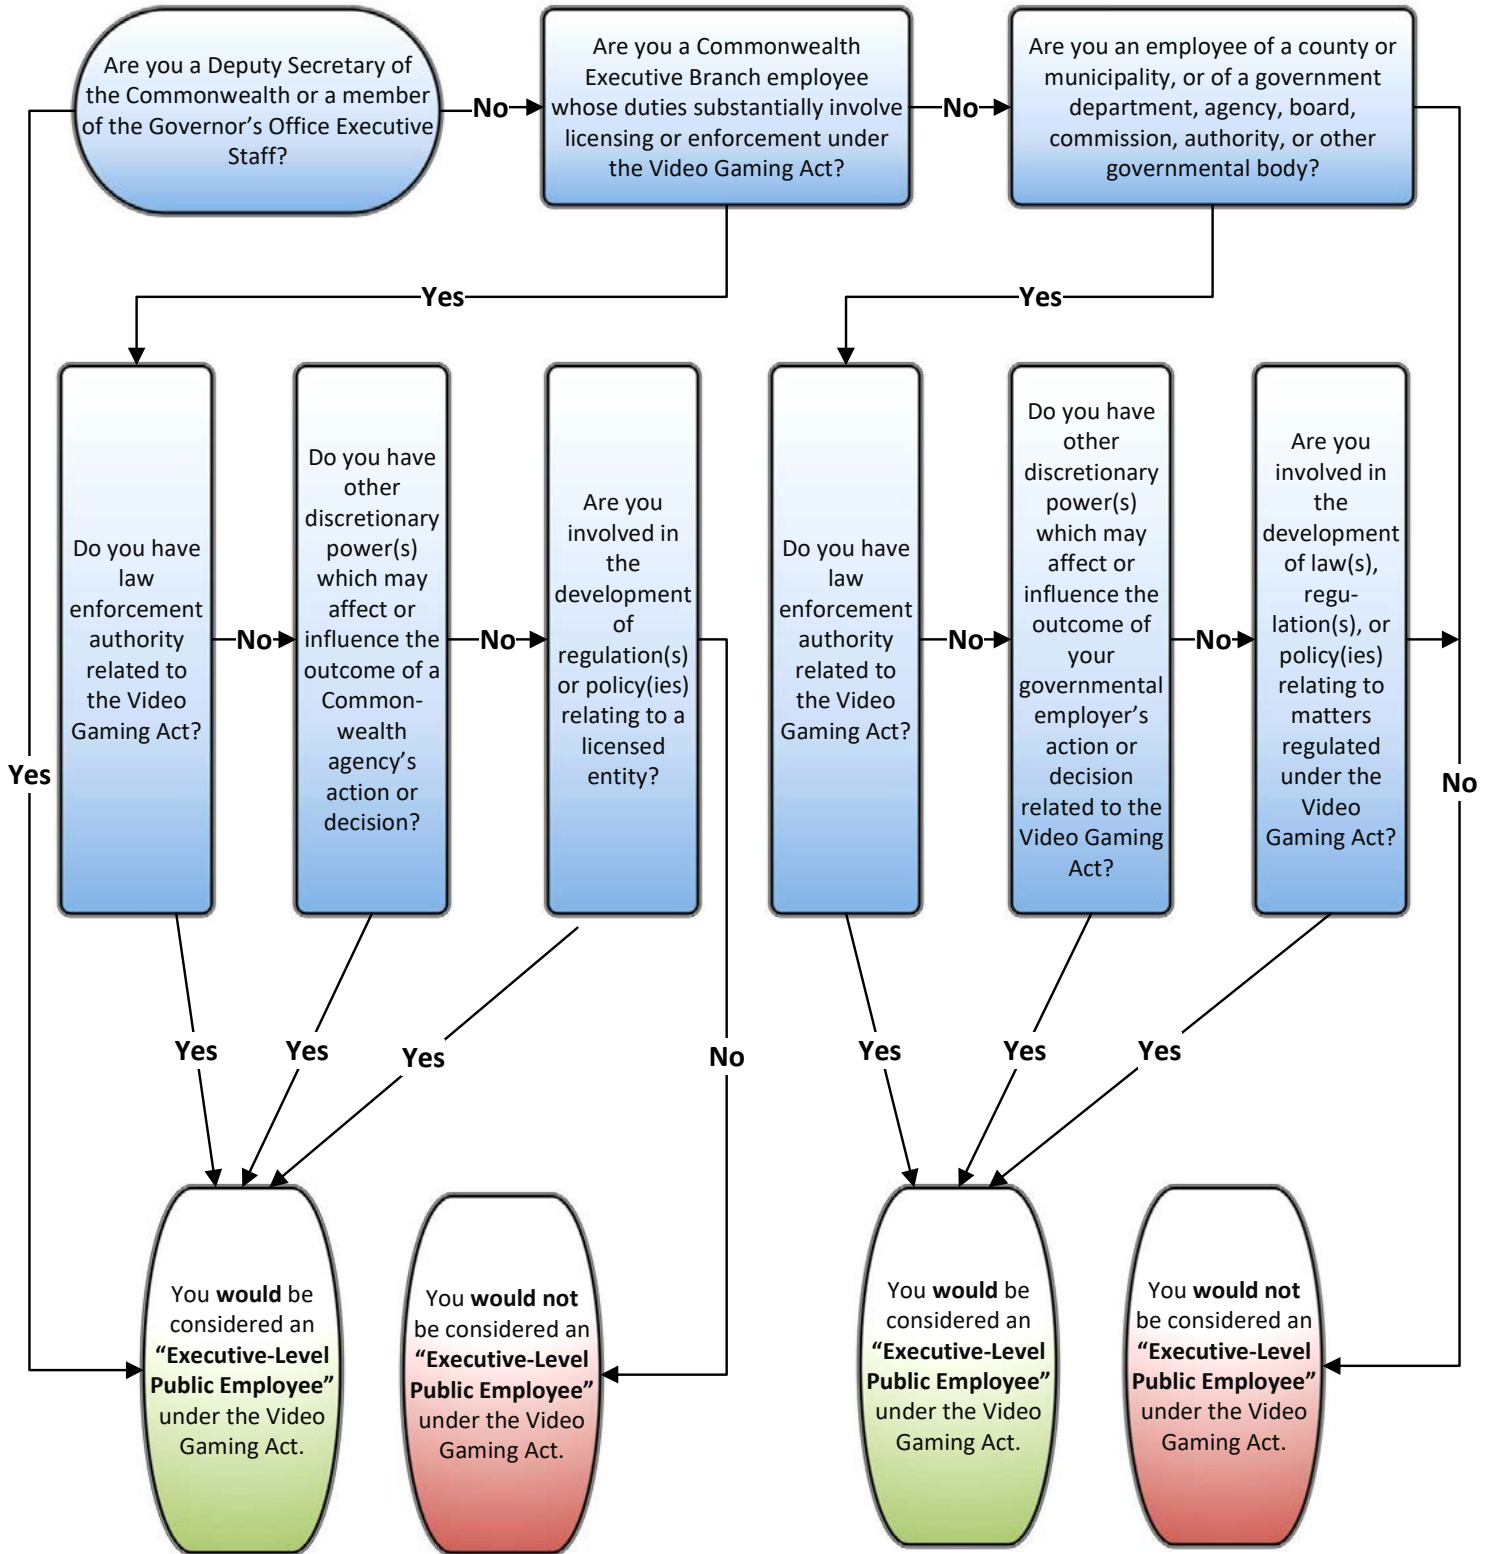 Are you a Deputy Secretary of
the Commonwealth or a member
of the Governor's Office Executive
Staff?
No
Are you a Commonwealth
Executive Branch employee
whose duties substantially involve
licensing or enforcement under
the Video Gaming Act?
No
Are you an employee of a county or
municipality, or of a government
department, agency, board,
commission, authority, or other
governmental body?
Yes
Yes
Do you have
law
enforcement
authority
related to
the Video
Gaming Act?
No
Do you have
other
discretionary
power(s)
which may
affect or
influence the
outcome of a
Common-
wealth
agency's
action or
decision?
No
Are you
involved in
the
development
of
regulation(s)
or policy(ies)
relating to a
licensed
entity?
Do you have
law
enforcement
authority
related to
the Video
Gaming Act?
No
Do you have
other
discretionary
power(s)
which may
affect or
influence the
outcome of
your
governmental
employer's
action or
decision
related to the
Video Gaming
Act?
No
Are you
involved in
the
development
of law(s),
regu-
lation(s), or
policy(ies)
relating to
matters
regulated
under the
Video
Gaming Act?
Yes
No
Yes
Yes
Yes
No
Yes
Yes
Yes
You would be
considered an
“Executive-Level
Public Employee”
under the Video
Gaming Act.
You would not
be considered an
“Executive-Level
Public Employee”
under the Video
Gaming Act.
You would be
considered an
“Executive-Level
Public Employee”
under the Video
Gaming Act.
You would not
be considered an
“Executive-Level
Public Employee”
under the Video
Gaming Act.